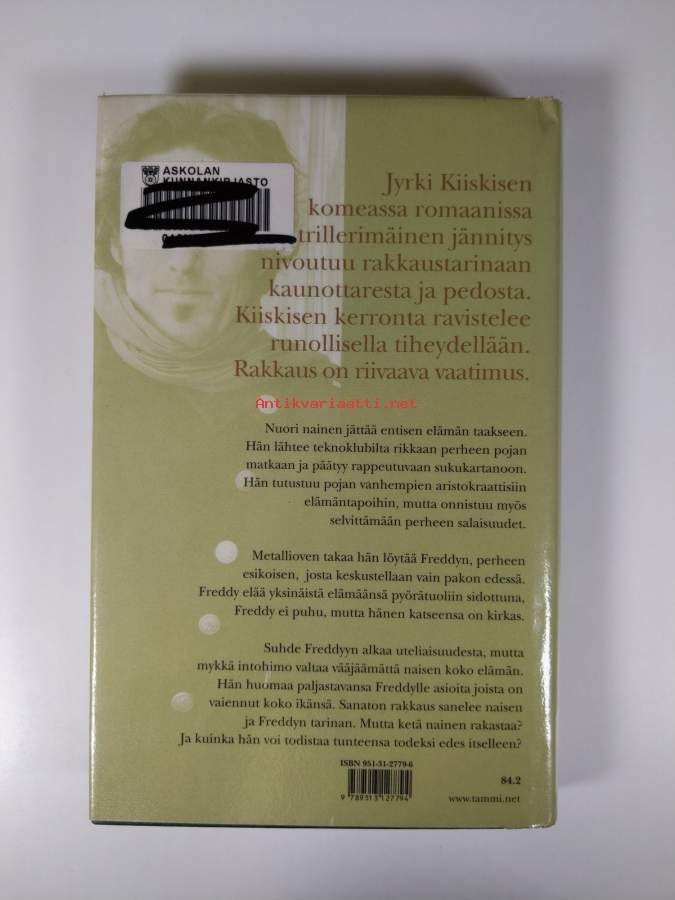 ASKOLAN
KUNNANKIRJASTO
Jyrki Kiiskisen
komeassa romaanissa
trillerimäinen jännitys
nivoutuu rakkaustarinaan
kaunottaresta ja pedosta.
Kiiskisen kerronta ravistelee
runollisella tiheydellään.
Rakkaus on riivaava vaatimus.
Antikvariaatti.net
Nuori nainen jättää entisen elämän taakseen.
Hän lähtee teknoklubilta rikkaan perheen pojan
matkaan ja päätyy rappeutuvaan sukukartanoon.
Hän tutustuu pojan vanhempien aristokraattisiin
elämäntapoihin, mutta onnistuu myös
selvittämään perheen salaisuudet.
Metallioven takaa hän löytää Freddyn, perheen
esikoisen, josta keskustellaan vain pakon edessä.
Freddy elää yksinäistä elämäänsä pyörätuoliin sidottuna,
Freddy ei puhu, mutta hänen katseensa on kirkas.
Suhde Freddyyn alkaa uteliaisuudesta, mutta
mykkä intohimo valtaa vääjäämättä naisen koko elämän.
Hän huomaa paljastavansa Freddylle asioita joista on
vaiennut koko ikänsä. Sanaton rakkaus sanelee naisen
ja Freddyn tarinan. Mutta ketä nainen rakastaa?
Ja kuinka hän voi todistaa tunteensa todeksi edes itselleen?
ISBN 951-31-2779-6
84.2
9 789513 127794
www.tammi.net